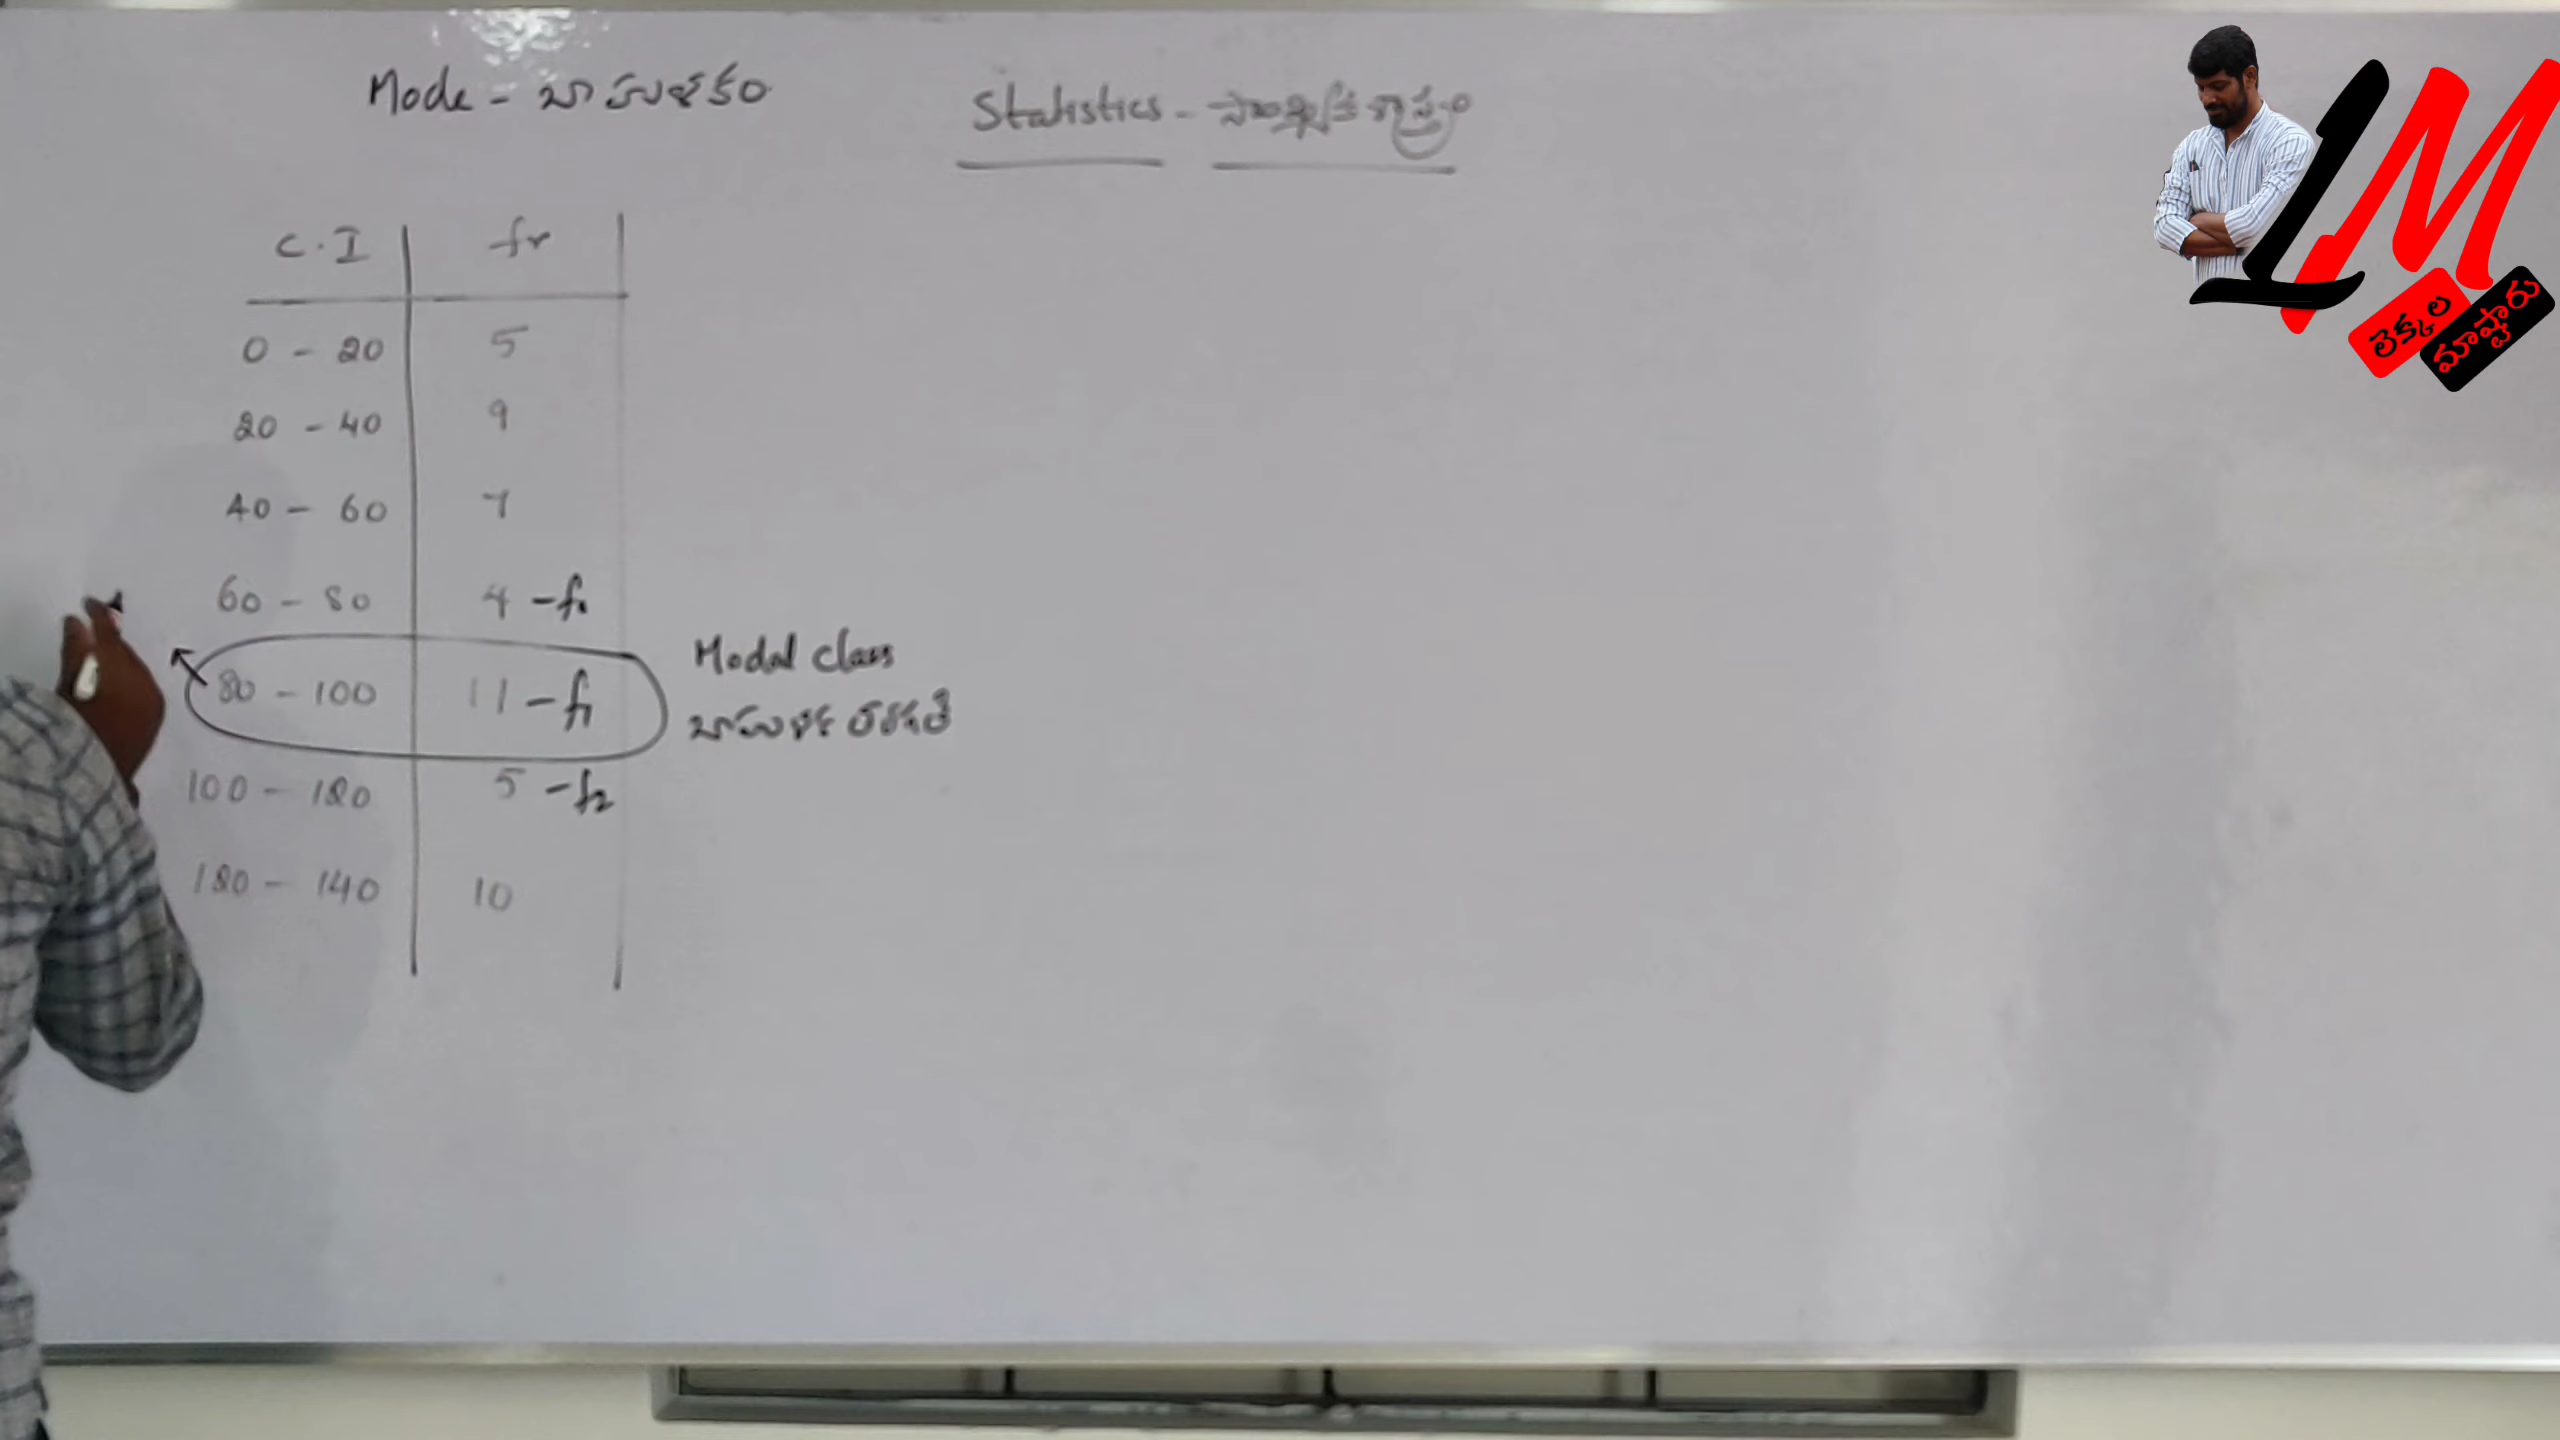 Mode - బాహుళకం
Statistics - సాంఖ్యక శాస్త్రం
C.I fr
0 - 20 5
20 - 40 9
40 - 60 7
60 - 80 4 - f₀
80 - 100 11 - f₁
Modal class
బాహుళక తరగతి
100 - 120 5 - f₂
120 - 140 10
LM
లెక్కల
మాష్టారు